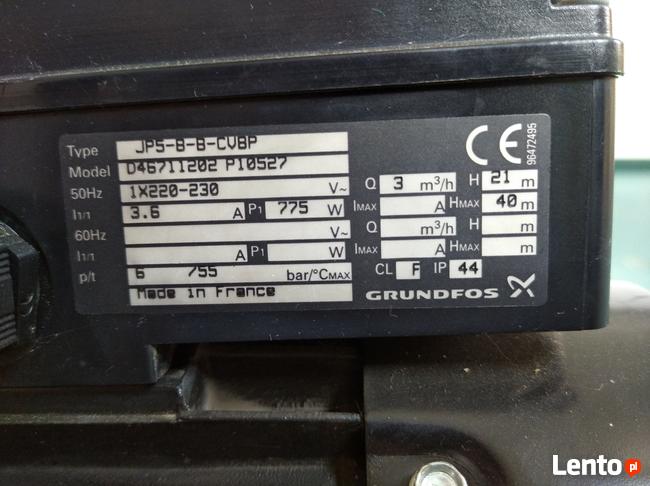 Type JP5-B-B-CVBP
Model D46711202 P10527
50Hz 1X220-230 V~ Q 3 m³/h H 21 m
I1/1 3.6 A P1 775 W IMAX A HMAX 40 m
60Hz V~ Q m³/h H m
I1/1 A P1 W IMAX A HMAX m
p/t 6 /55 bar/°CMAX CL F IP 44
Made in France GRUNDFOS
CE 96472495
Lento pl